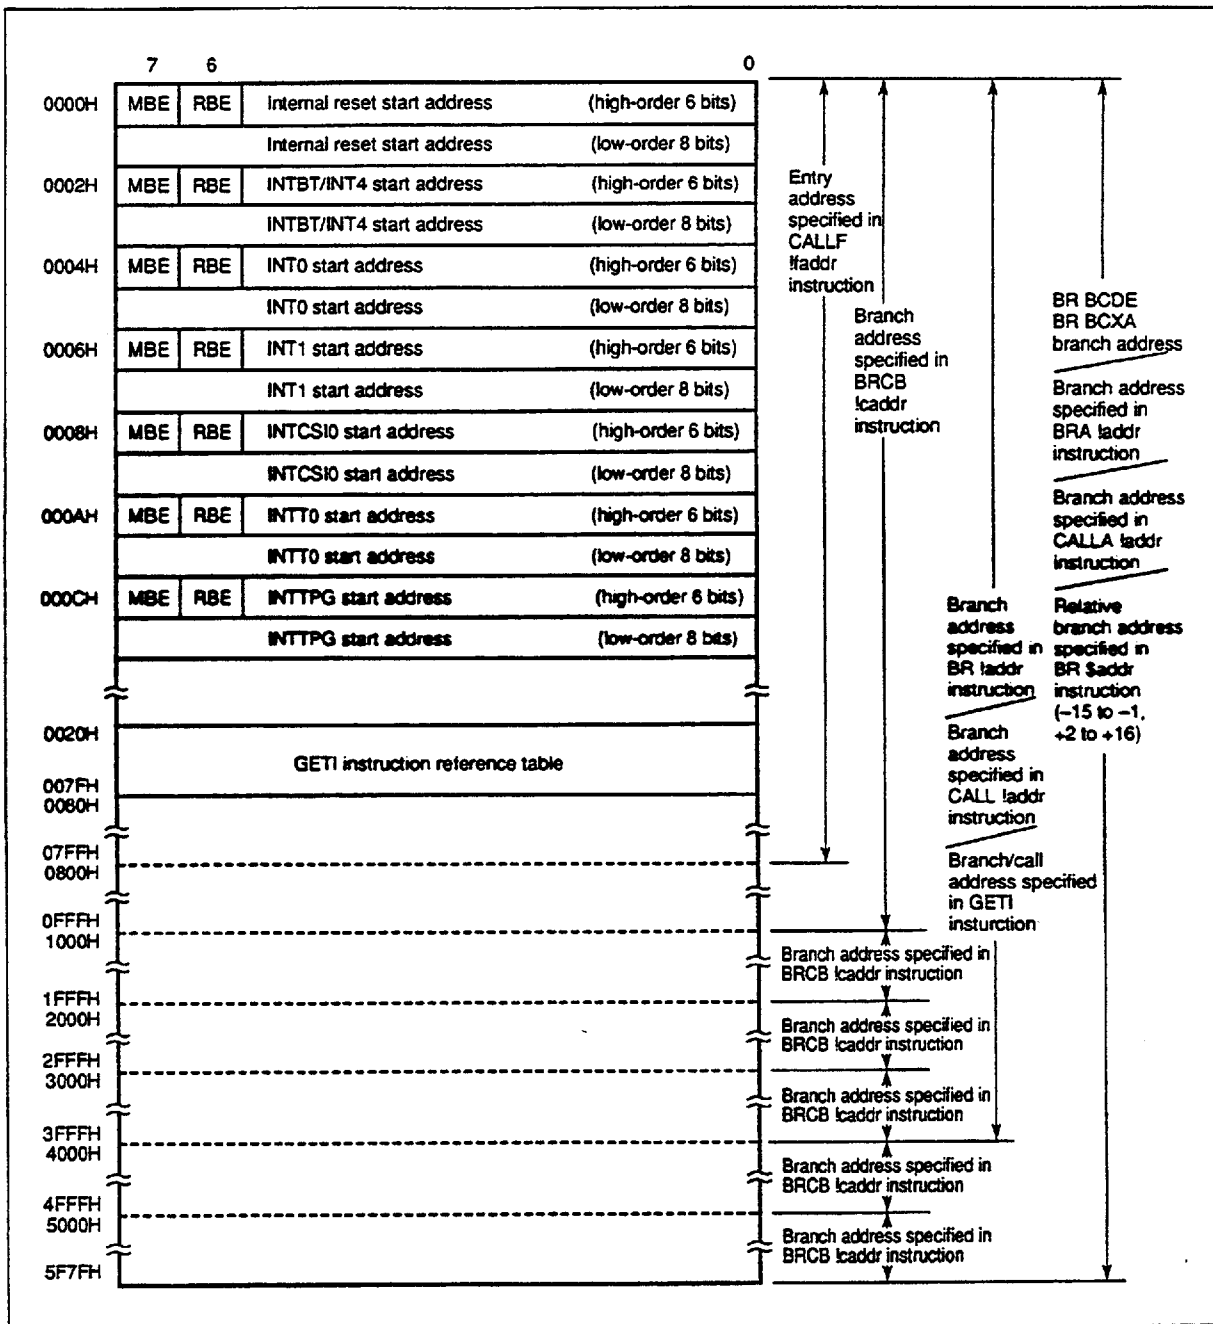 7 6 0
0000H MBE RBE Internal reset start address (high-order 6 bits)
Internal reset start address (low-order 8 bits)
0002H MBE RBE INTBT/INT4 start address (high-order 6 bits)
INTBT/INT4 start address (low-order 8 bits)
0004H MBE RBE INT0 start address (high-order 6 bits)
INT0 start address (low-order 8 bits)
0006H MBE RBE INT1 start address (high-order 6 bits)
INT1 start address (low-order 8 bits)
0008H MBE RBE INTCSI0 start address (high-order 6 bits)
INTCSI0 start address (low-order 8 bits)
000AH MBE RBE INTT0 start address (high-order 6 bits)
INTT0 start address (low-order 8 bits)
000CH MBE RBE INTTPG start address (high-order 6 bits)
INTTPG start address (low-order 8 bits)
0020H
GETI instruction reference table
007FH
0080H
07FFH
0800H
0FFFH
1000H
1FFFH
2000H
2FFFH
3000H
3FFFH
4000H
4FFFH
5000H
5F7FH
Entry
address
specified in
CALLF
!faddr
instruction
Branch
address
specified in
BRCB
!caddr
instruction
Branch
address
specified in
BR !addr
instruction
Branch
address
specified in
CALL !addr
instruction
Branch/call
address specified
in GETI
insturction
BR BCDE
BR BCXA
branch address
Branch address
specified in
BRA !addr
instruction
Branch address
specified in
CALLA !addr
instruction
Relative
branch address
specified in
BR $addr
instruction
(–15 to –1,
+2 to +16)
Branch address specified in
BRCB !caddr instruction
Branch address specified in
BRCB !caddr instruction
Branch address specified in
BRCB !caddr instruction
Branch address specified in
BRCB !caddr instruction
Branch address specified in
BRCB !caddr instruction